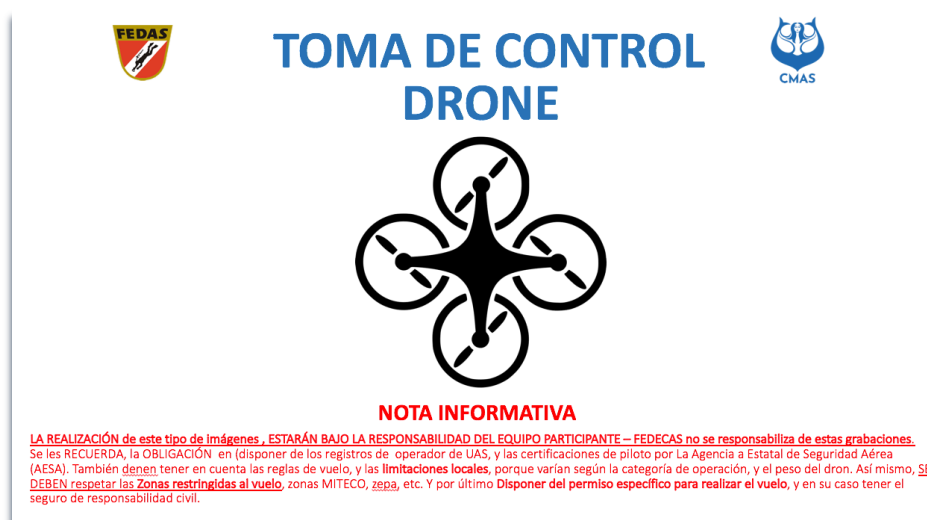 FEDAS
TOMA DE CONTROL
DRONE
CMAS
NOTA INFORMATIVA
LA REALIZACIÓN de este tipo de imágenes , ESTARÁN BAJO LA RESPONSABILIDAD DEL EQUIPO PARTICIPANTE – FEDECAS no se responsabiliza de estas grabaciones.
Se les RECUERDA, la OBLIGACIÓN en (disponer de los registros de operador de UAS, y las certificaciones de piloto por La Agencia a Estatal de Seguridad Aérea
(AESA). También denen tener en cuenta las reglas de vuelo, y las limitaciones locales, porque varían según la categoría de operación, y el peso del dron. Así mismo, SE
DEBEN respetar las Zonas restringidas al vuelo, zonas MITECO, zepa, etc. Y por último Disponer del permiso específico para realizar el vuelo, y en su caso tener el
seguro de responsabilidad civil.